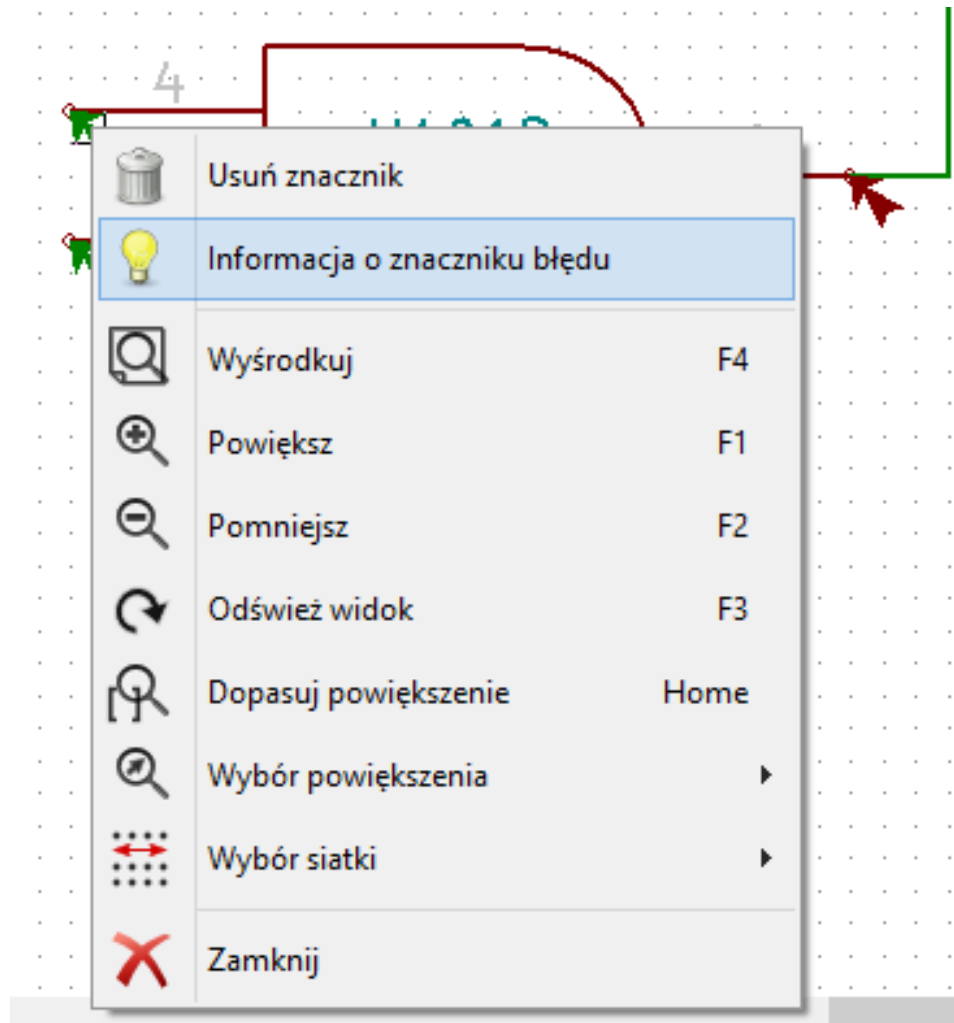 4
Usuń znacznik
Informacja o znaczniku błędu
Wyśrodkuj F4
Powiększ F1
Pomniejsz F2
Odśwież widok F3
Dopasuj powiększenie Home
Wybór powiększenia
Wybór siatki
Zamknij